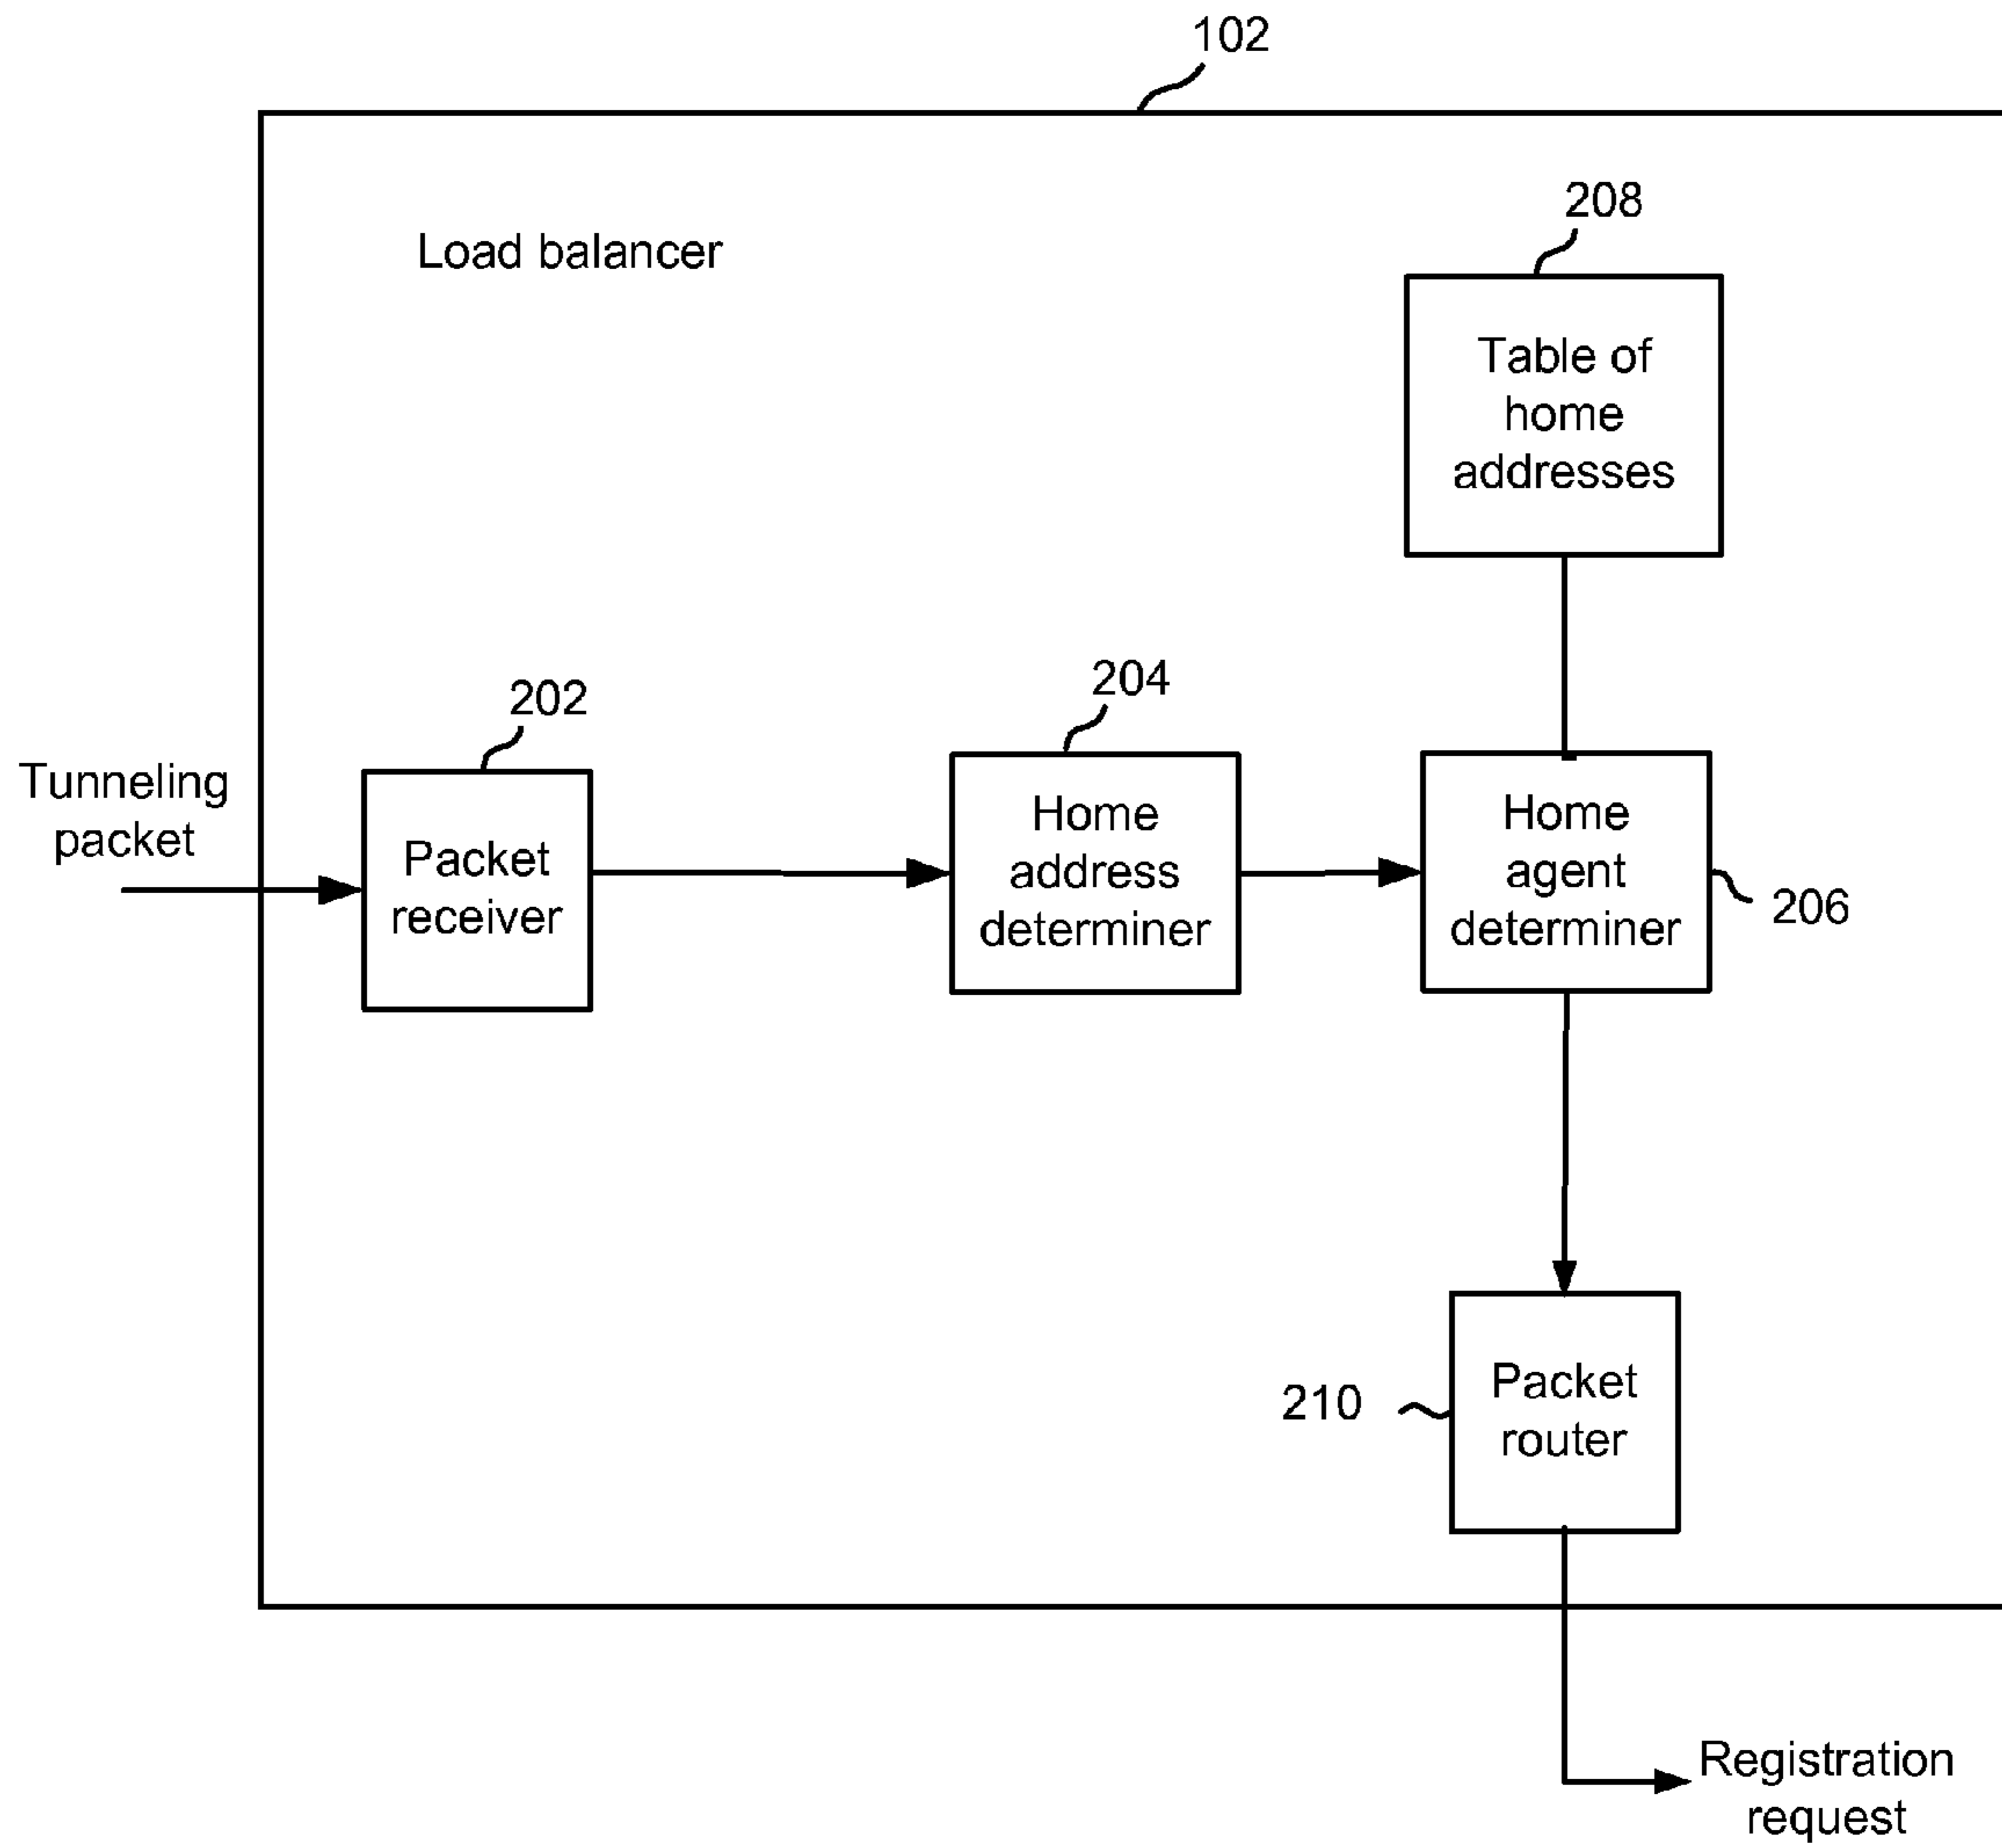 102
208
Load balancer
Table of
home
addresses
204
202
Tunneling
packet
Packet
receiver
Home
address
determiner
Home
agent
determiner
206
210
Packet
router
Registration
request